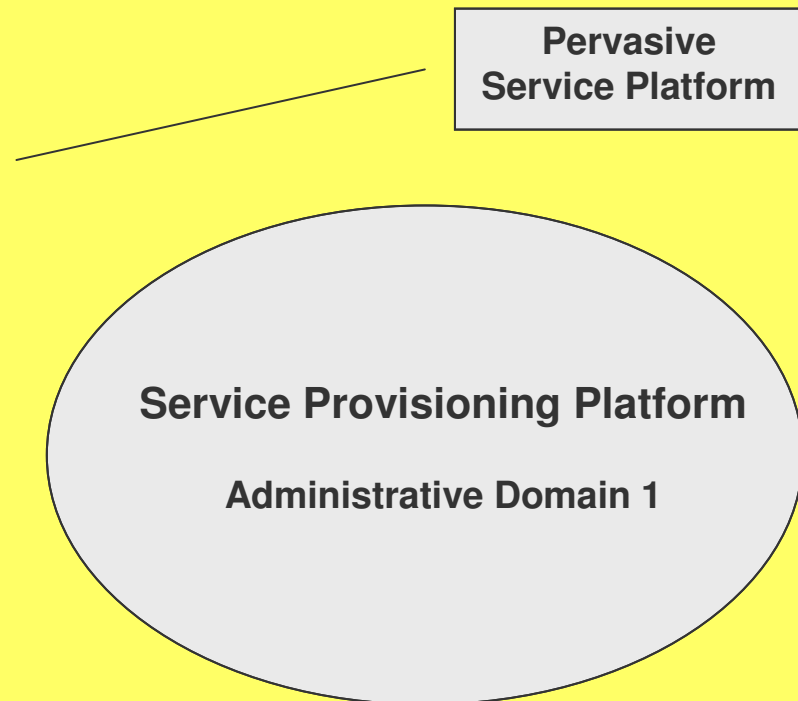 Pervasive
Service Platform
Service Provisioning Platform
Administrative Domain 1